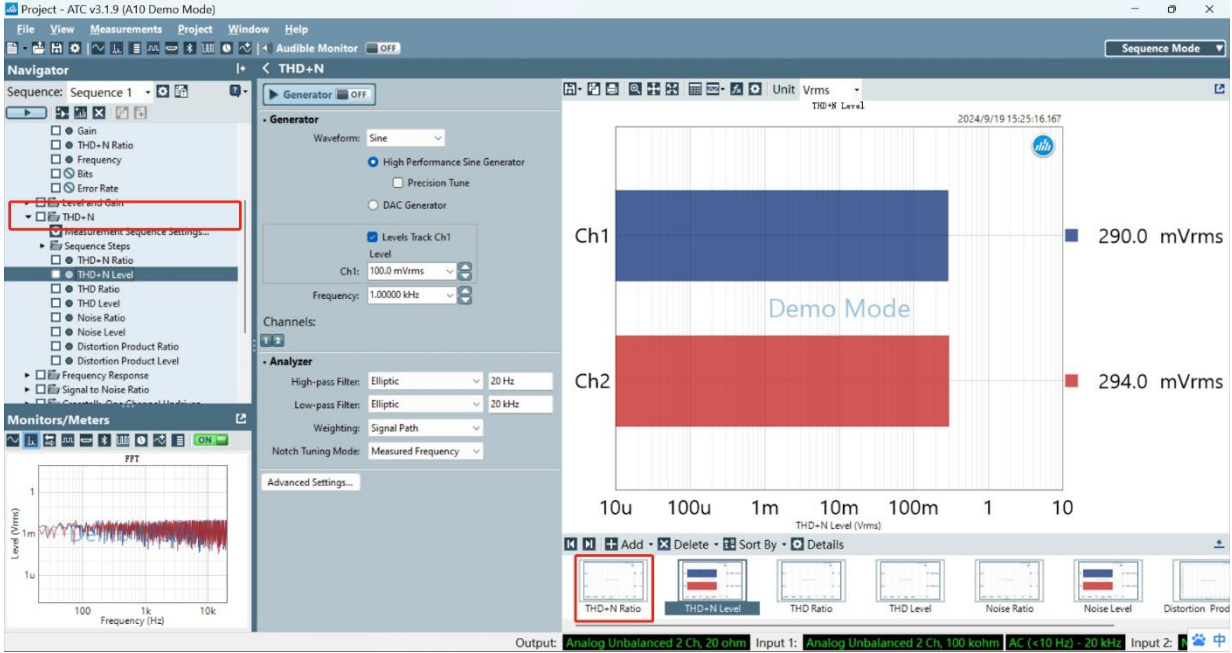 Project - ATC v3.1.9 (A10 Demo Mode)
File View Measurements Project Window Help
Audible Monitor OFF
Sequence Mode
Navigator
THD+N
Sequence: Sequence 1
Gain
THD+N Ratio
Frequency
Bits
Error Rate
Level and Gain
THD+N
Measurement Sequence Settings...
Sequence Steps
THD+N Ratio
THD+N Level
THD Ratio
THD Level
Noise Ratio
Noise Level
Distortion Product Ratio
Distortion Product Level
Frequency Response
Signal to Noise Ratio
Monitors/Meters
ON
FFT
Level (Vrms)
1
1m
1u
100 1k 10k
Frequency (Hz)
Generator OFF
Generator
Waveform: Sine
High Performance Sine Generator
Precision Tune
DAC Generator
Levels Track Ch1
Level
Ch1: 100.0 mVrms
Frequency: 1.00000 kHz
Channels:
1 2
Analyzer
High-pass Filter: Elliptic 20 Hz
Low-pass Filter: Elliptic 20 kHz
Weighting: Signal Path
Notch Tuning Mode: Measured Frequency
Advanced Settings...
Unit Vrms
THD+N Level
2024/9/19 15:25:16.167
Ch1 290.0 mVrms
Demo Mode
Ch2 294.0 mVrms
10u 100u 1m 10m 100m 1 10
THD+N Level (Vrms)
Add Delete Sort By Details
THD+N Ratio THD+N Level THD Ratio THD Level Noise Ratio Noise Level Distortion Prod
Output: Analog Unbalanced 2 Ch, 20 ohm Input 1: Analog Unbalanced 2 Ch, 100 kohm AC (<10 Hz) - 20 kHz Input 2: 中